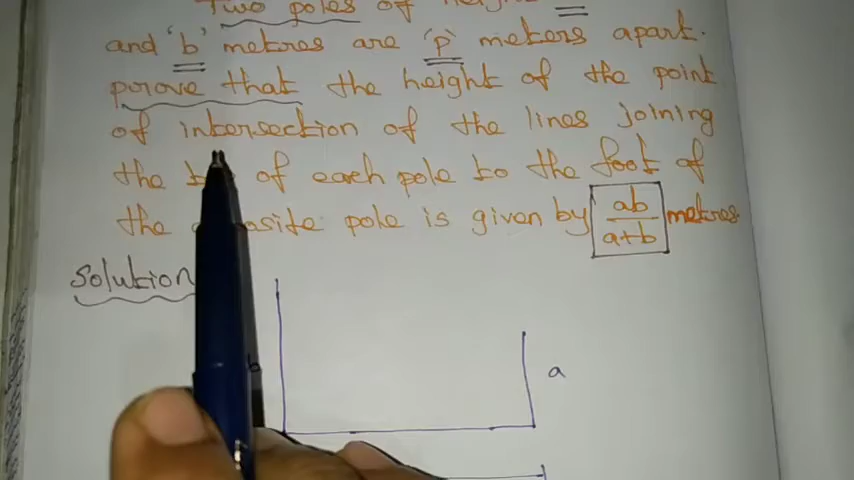 Two poles of
and 'b' metres are 'p' meters apart.
prove that the height of the point
of intersection of the lines joining
the of each pole to the foot of
the pole is given by ab/a+b metres
Solution
b
a